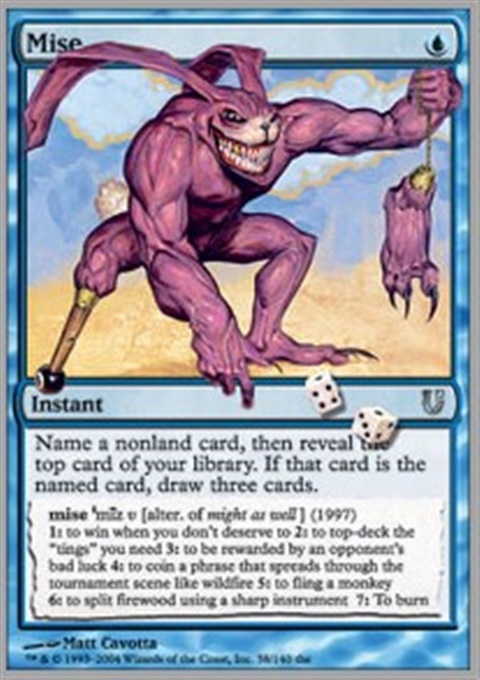 Mise
Instant
Name a nonland card, then reveal the
top card of your library. If that card is the
named card, draw three cards.
mise \ˈmīz v [alter. of might as well] (1997)
1: to win when you don't deserve to 2: to top-deck the
"tings" you need 3: to be rewarded by an opponent's
bad luck 4: to coin a phrase that spreads through the
tournament scene like wildfire 5: to fling a monkey
6: to split firewood using a sharp instrument 7: To burn
Matt Cavotta
™ & © 1993-2004 Wizards of the Coast, Inc. 38/140